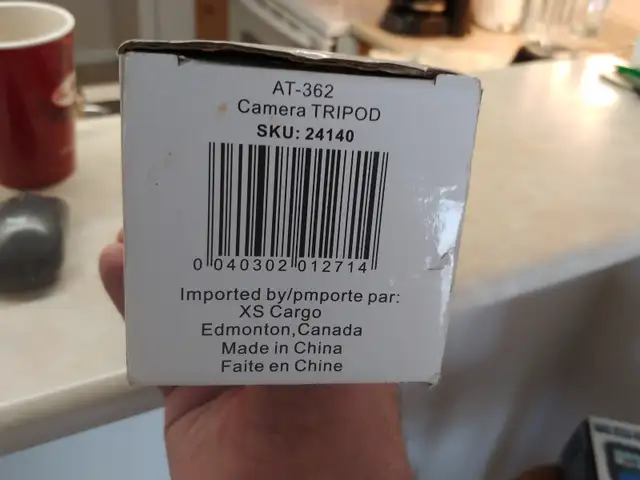 AT-362
Camera TRIPOD
SKU: 24140
0 040302 012714
Imported by/pmporte par:
XS Cargo
Edmonton,Canada
Made in China
Faite en Chine